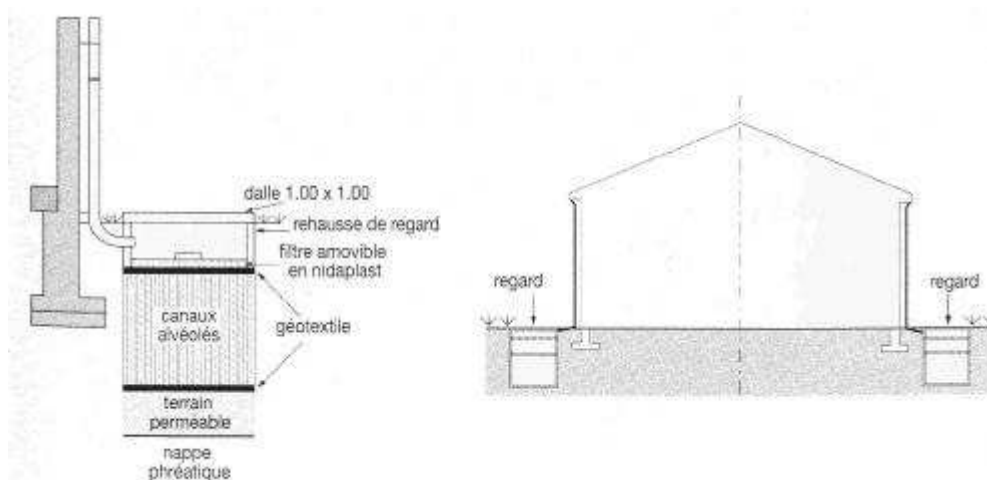 dalle 1.00 x 1.00
rehausse de regard
filtre amovible
en nidaplast
canaux
alvéolés
géotextile
terrain
perméable
nappe
phréatique
regard
regard